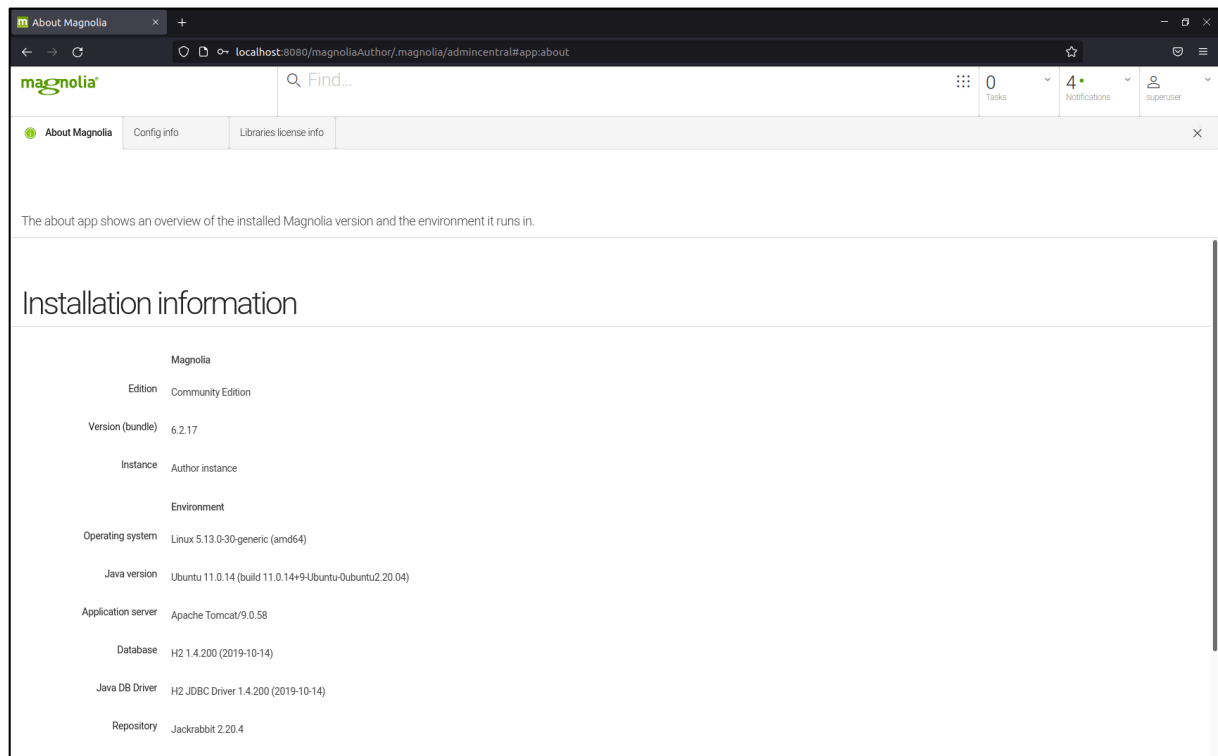 About Magnolia
localhost:8080/magnoliaAuthor/.magnolia/admincentral#app:about
magnolia®
Find...
0
Tasks
4
Notifications
superuser
About Magnolia
Config info
Libraries license info
The about app shows an overview of the installed Magnolia version and the environment it runs in.
Installation information
Magnolia
Edition Community Edition
Version (bundle) 6.2.17
Instance Author instance
Environment
Operating system Linux 5.13.0-30-generic (amd64)
Java version Ubuntu 11.0.14 (build 11.0.14+9-Ubuntu-0ubuntu2.20.04)
Application server Apache Tomcat/9.0.58
Database H2 1.4.200 (2019-10-14)
Java DB Driver H2 JDBC Driver 1.4.200 (2019-10-14)
Repository Jackrabbit 2.20.4